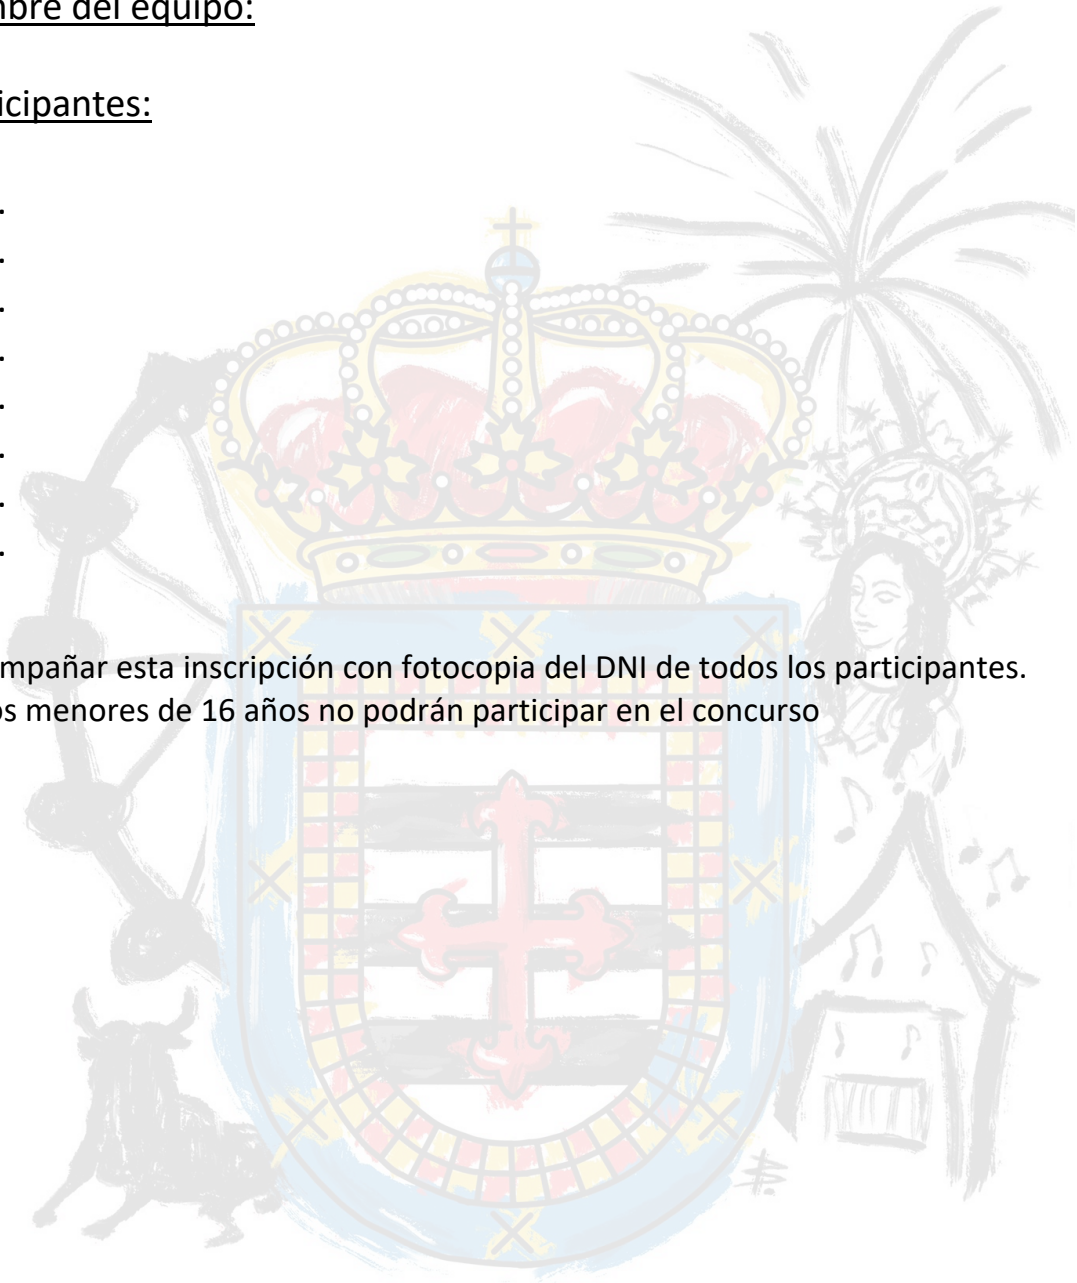 mbre del equipo:
icipantes:
.
.
.
.
.
.
.
.
mpañar esta inscripción con fotocopia del DNI de todos los participantes.
os menores de 16 años no podrán participar en el concurso